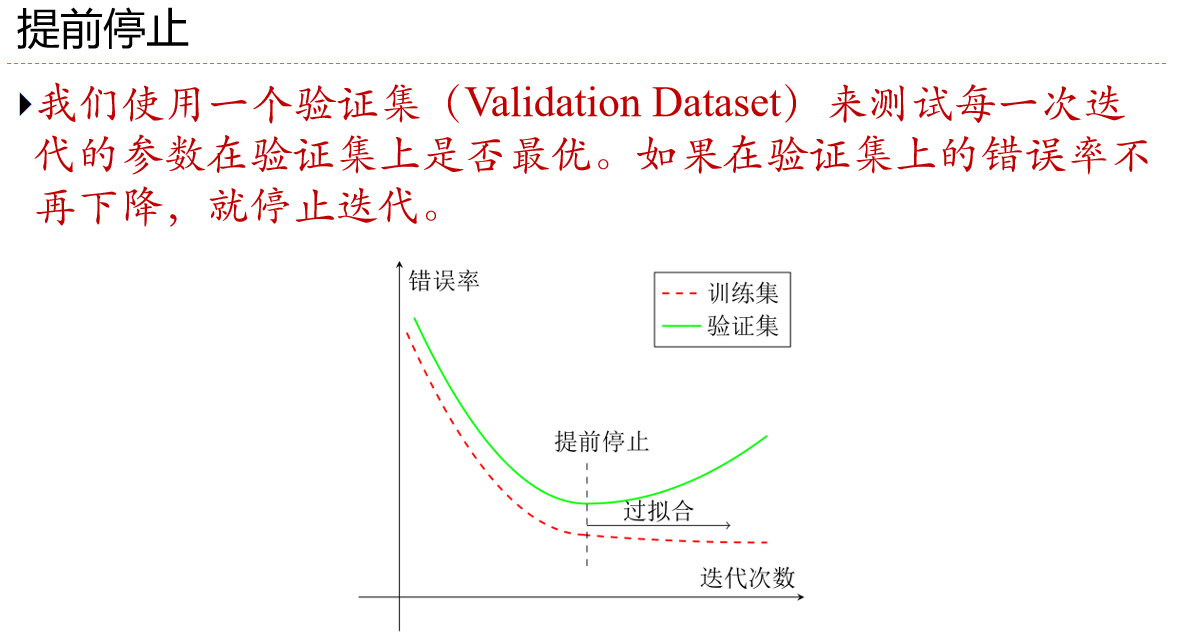 提前停止
我们使用一个验证集（Validation Dataset）来测试每一次迭
代的参数在验证集上是否最优。如果在验证集上的错误率不
再下降，就停止迭代。
错误率
训练集
验证集
提前停止
过拟合
迭代次数